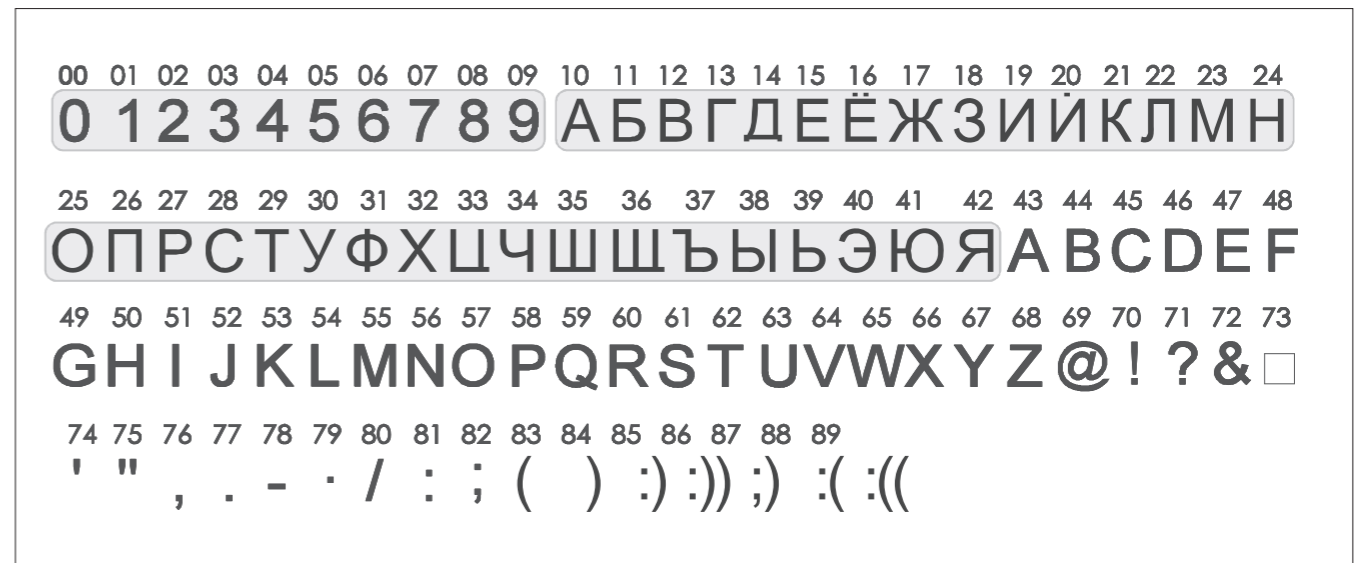 00 01 02 03 04 05 06 07 08 09 10 11 12 13 14 15 16 17 18 19 20 21 22 23 24
0 1 2 3 4 5 6 7 8 9 А Б В Г Д Е Ё Ж З И Й К Л М Н
25 26 27 28 29 30 31 32 33 34 35 36 37 38 39 40 41 42 43 44 45 46 47 48
О П Р С Т У Ф Х Ц Ч Ш Щ Ъ Ы Ь Э Ю Я A B C D E F
49 50 51 52 53 54 55 56 57 58 59 60 61 62 63 64 65 66 67 68 69 70 71 72 73
G H I J K L M N O P Q R S T U V W X Y Z @ ! ? & □
74 75 76 77 78 79 80 81 82 83 84 85 86 87 88 89
' " , . - · / : ; ( ) :) :)) ;) :( :((